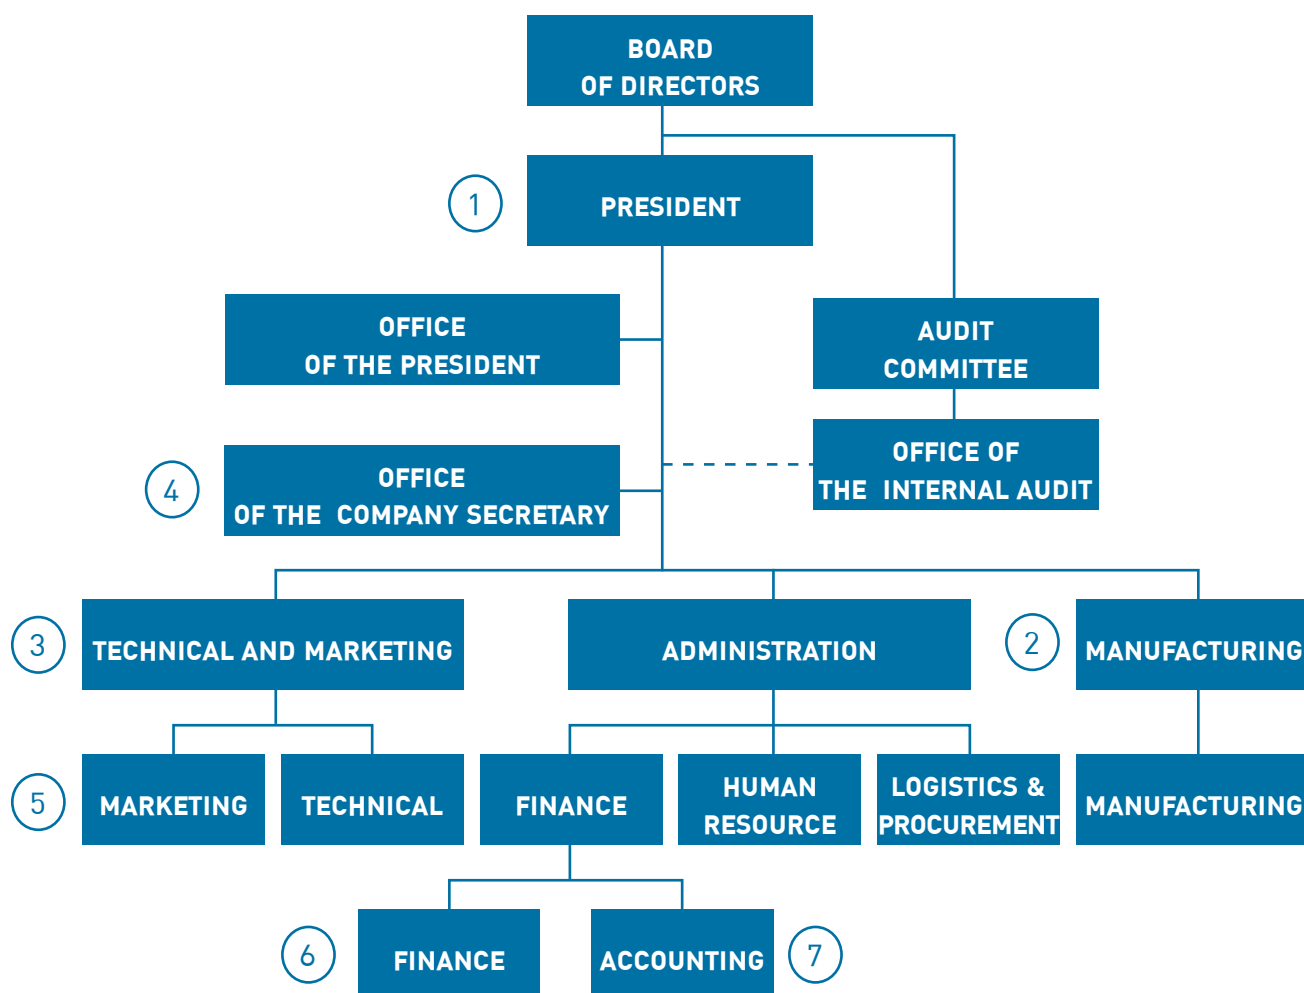 BOARD
OF DIRECTORS
1
PRESIDENT
OFFICE
OF THE PRESIDENT
AUDIT
COMMITTEE
4
OFFICE
OF THE COMPANY SECRETARY
OFFICE OF
THE INTERNAL AUDIT
3
TECHNICAL AND MARKETING
ADMINISTRATION
2
MANUFACTURING
5
MARKETING
TECHNICAL
FINANCE
HUMAN
RESOURCE
LOGISTICS &
PROCUREMENT
MANUFACTURING
6
FINANCE
ACCOUNTING
7